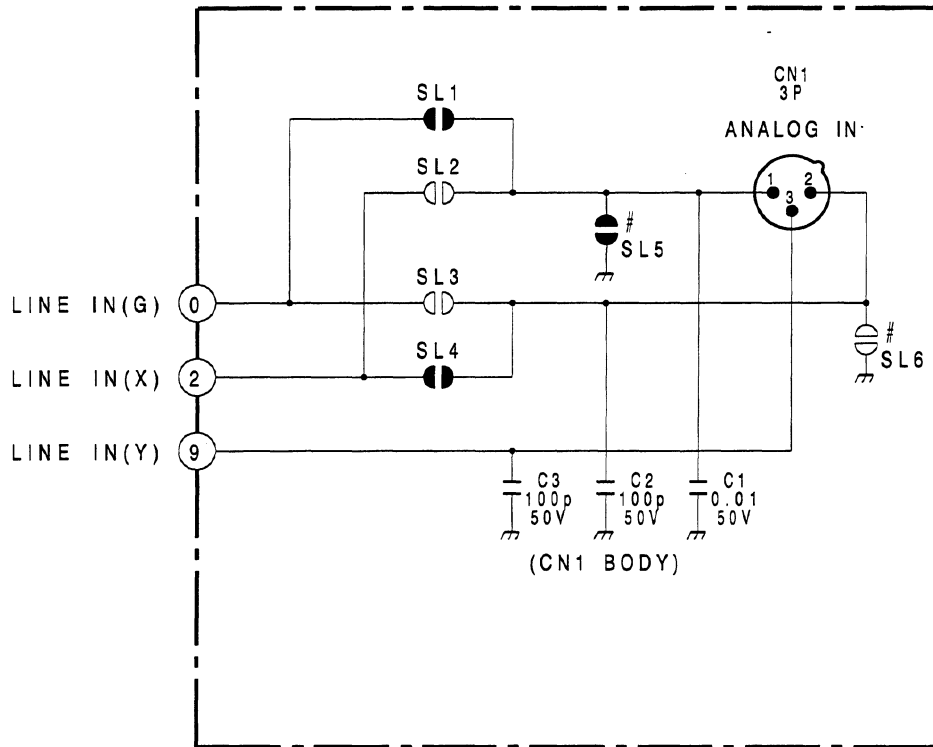 CN1
3P
ANALOG IN
1 2
3
SL1
SL2
#
SL5
SL3
LINE IN(G) 0
#
SL6
SL4
LINE IN(X) 2
LINE IN(Y) 9
C3
100p
50V
C2
100p
50V
C1
0.01
50V
(CN1 BODY)